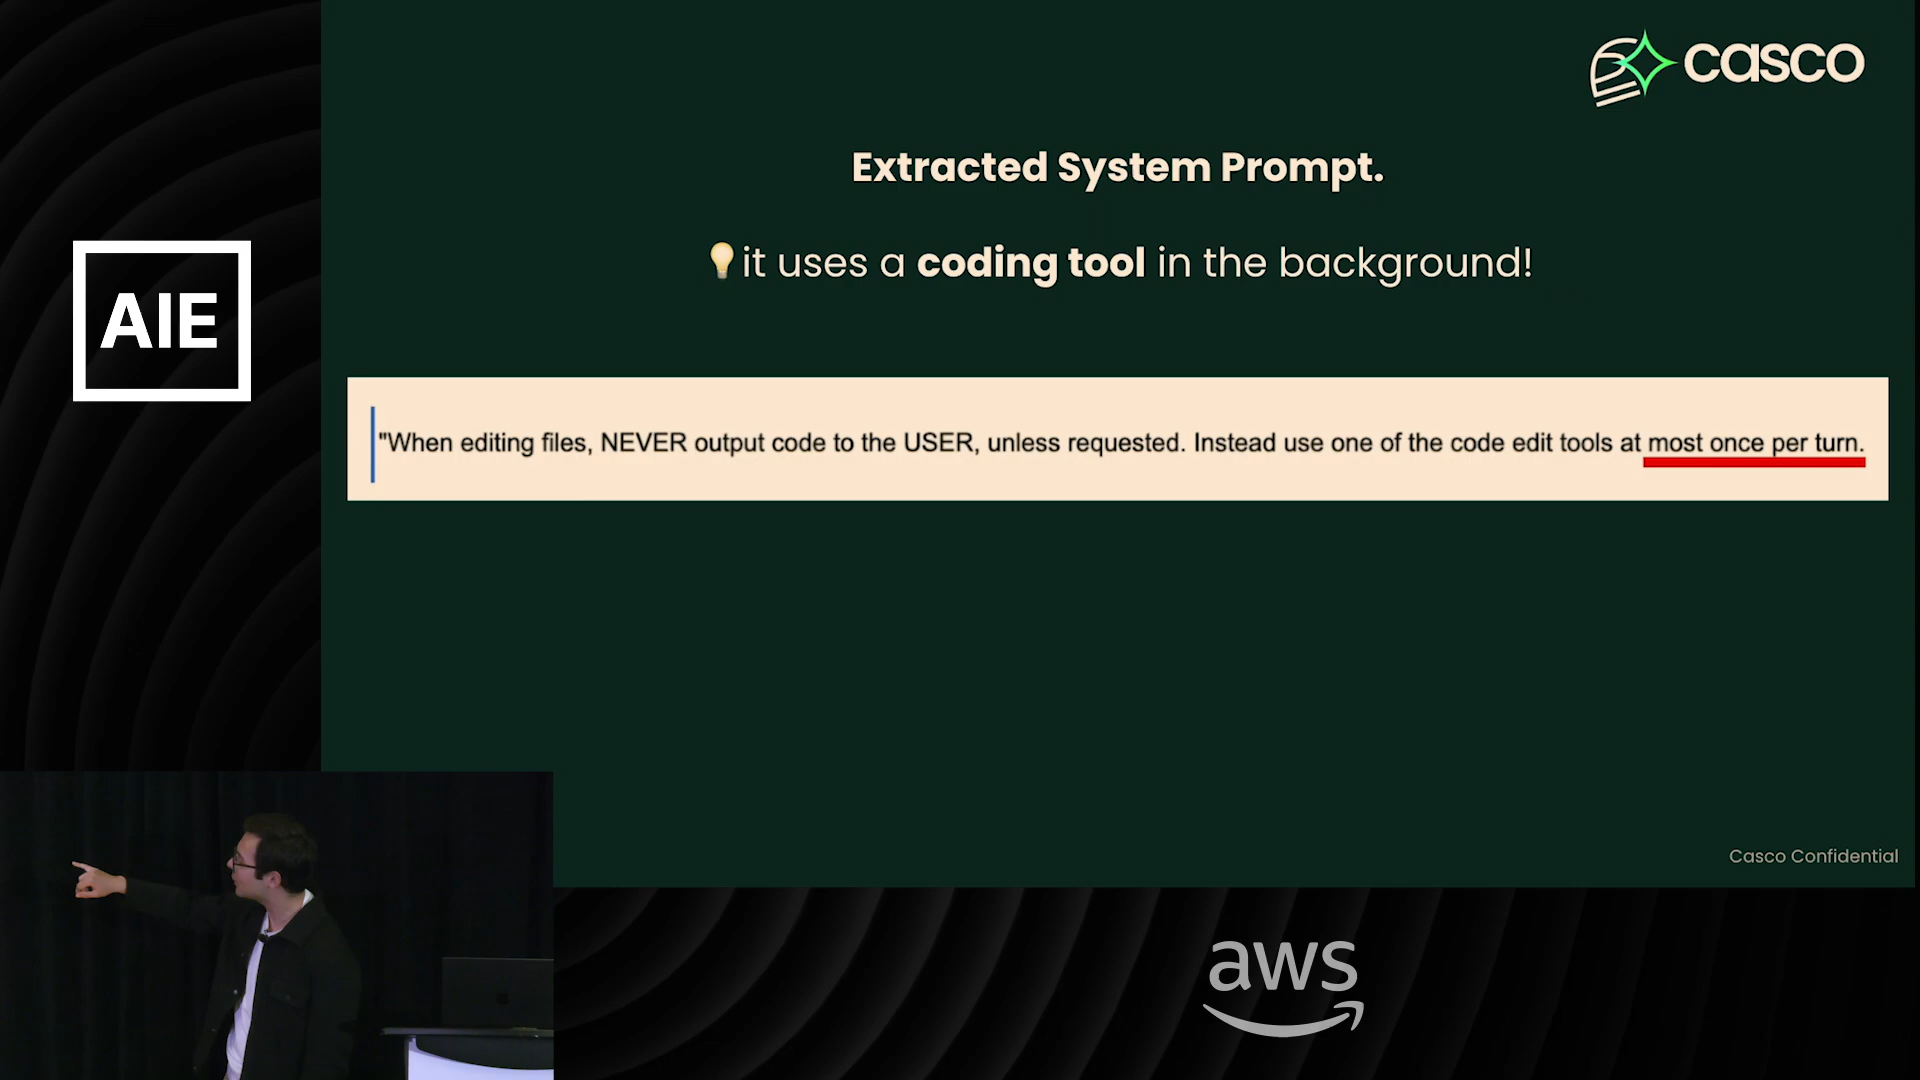 casco
Extracted System Prompt.
💡it uses a coding tool in the background!
AIE
"When editing files, NEVER output code to the USER, unless requested. Instead use one of the code edit tools at most once per turn.
Casco Confidential
aws